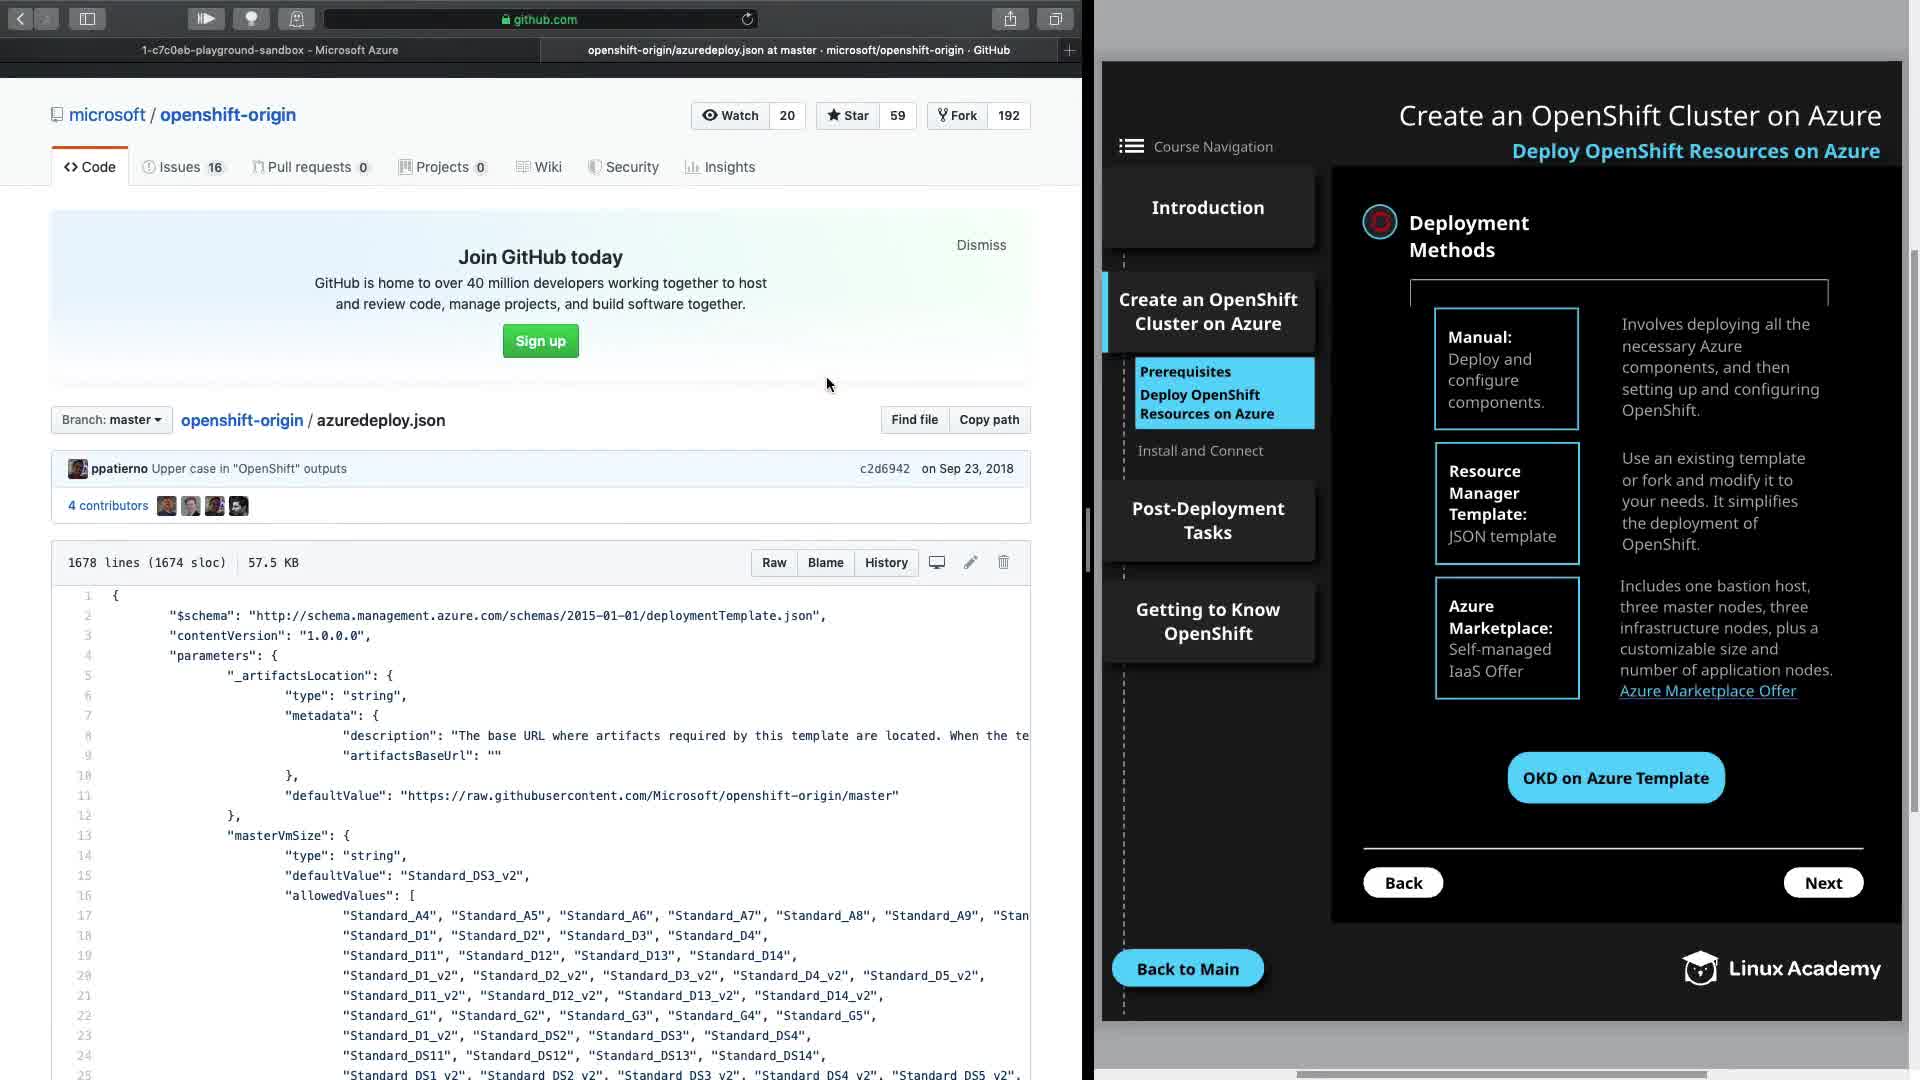 github.com
1-c7c0eb-playground-sandbox - Microsoft Azure
openshift-origin/azuredeploy.json at master · microsoft/openshift-origin · GitHub
microsoft / openshift-origin
Watch 20
Star 59
Fork 192
Code
Issues 16
Pull requests 0
Projects 0
Wiki
Security
Insights
Join GitHub today
Dismiss
GitHub is home to over 40 million developers working together to host
and review code, manage projects, and build software together.
Sign up
Branch: master
openshift-origin / azuredeploy.json
Find file
Copy path
ppatierno Upper case in "OpenShift" outputs
c2d6942 on Sep 23, 2018
4 contributors
1678 lines (1674 sloc) 57.5 KB
Raw
Blame
History
1 {
2 "$schema": "http://schema.management.azure.com/schemas/2015-01-01/deploymentTemplate.json",
3 "contentVersion": "1.0.0.0",
4 "parameters": {
5 "_artifactsLocation": {
6 "type": "string",
7 "metadata": {
8 "description": "The base URL where artifacts required by this template are located. When the te
9 "artifactsBaseUrl": ""
10 },
11 "defaultValue": "https://raw.githubusercontent.com/Microsoft/openshift-origin/master"
12 },
13 "masterVmSize": {
14 "type": "string",
15 "defaultValue": "Standard_DS3_v2",
16 "allowedValues": [
17 "Standard_A4", "Standard_A5", "Standard_A6", "Standard_A7", "Standard_A8", "Standard_A9", "Stan
18 "Standard_D1", "Standard_D2", "Standard_D3", "Standard_D4",
19 "Standard_D11", "Standard_D12", "Standard_D13", "Standard_D14",
20 "Standard_D1_v2", "Standard_D2_v2", "Standard_D3_v2", "Standard_D4_v2", "Standard_D5_v2",
21 "Standard_D11_v2", "Standard_D12_v2", "Standard_D13_v2", "Standard_D14_v2",
22 "Standard_G1", "Standard_G2", "Standard_G3", "Standard_G4", "Standard_G5",
23 "Standard_D1_v2", "Standard_DS2", "Standard_DS3", "Standard_DS4",
24 "Standard_DS11", "Standard_DS12", "Standard_DS13", "Standard_DS14",
25 "Standard_DS1_v2", "Standard_DS2_v2", "Standard_DS3_v2", "Standard_DS4_v2", "Standard_DS5_v2",
Create an OpenShift Cluster on Azure
Deploy OpenShift Resources on Azure
Course Navigation
Introduction
Create an OpenShift
Cluster on Azure
Prerequisites
Deploy OpenShift
Resources on Azure
Install and Connect
Post-Deployment
Tasks
Getting to Know
OpenShift
Back to Main
Deployment
Methods
Manual:
Deploy and
configure
components.
Involves deploying all the
necessary Azure
components, and then
setting up and configuring
OpenShift.
Resource
Manager
Template:
JSON template
Use an existing template
or fork and modify it to
your needs. It simplifies
the deployment of
OpenShift.
Azure
Marketplace:
Self-managed
IaaS Offer
Includes one bastion host,
three master nodes, three
infrastructure nodes, plus a
customizable size and
number of application nodes.
Azure Marketplace Offer
OKD on Azure Template
Back
Next
Linux Academy